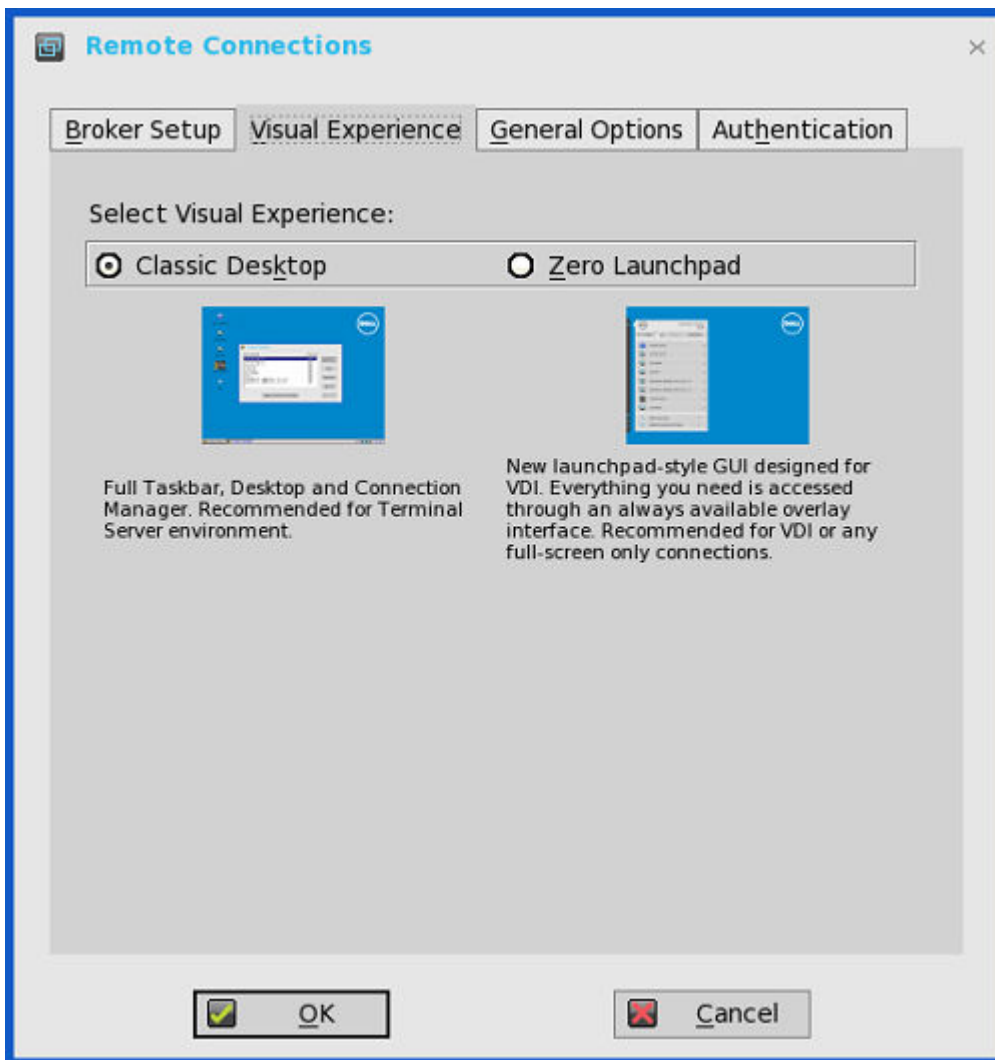 Remote Connections
Broker Setup Visual Experience General Options Authentication
Select Visual Experience:
Classic Desktop Zero Launchpad
DELL DELL
Full Taskbar, Desktop and Connection
Manager. Recommended for Terminal
Server environment.
New launchpad-style GUI designed for
VDI. Everything you need is accessed
through an always available overlay
interface. Recommended for VDI or any
full-screen only connections.
OK Cancel